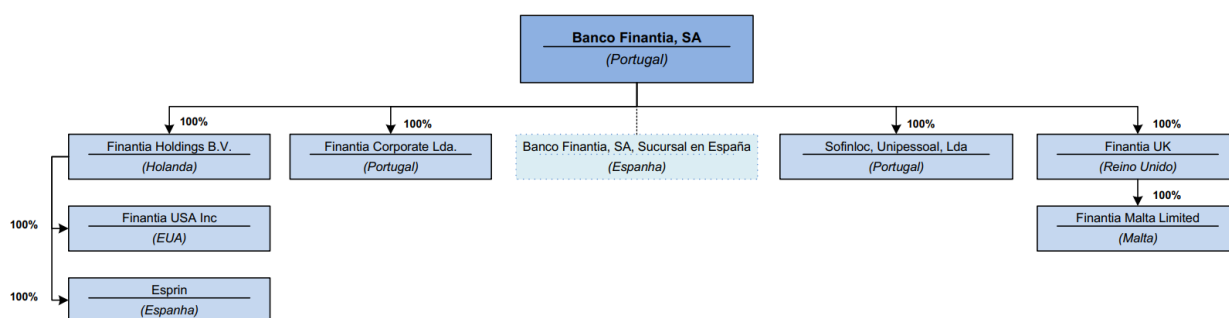 Banco Finantia, SA
(Portugal)
100%
100%
100%
100%
Finantia Holdings B.V.
(Holanda)
Finantia Corporate Lda.
(Portugal)
Banco Finantia, SA, Sucursal en España
(Espanha)
Sofinloc, Unipessoal, Lda
(Portugal)
Finantia UK
(Reino Unido)
100%
100%
Finantia USA Inc
(EUA)
Finantia Malta Limited
(Malta)
100%
Esprin
(Espanha)